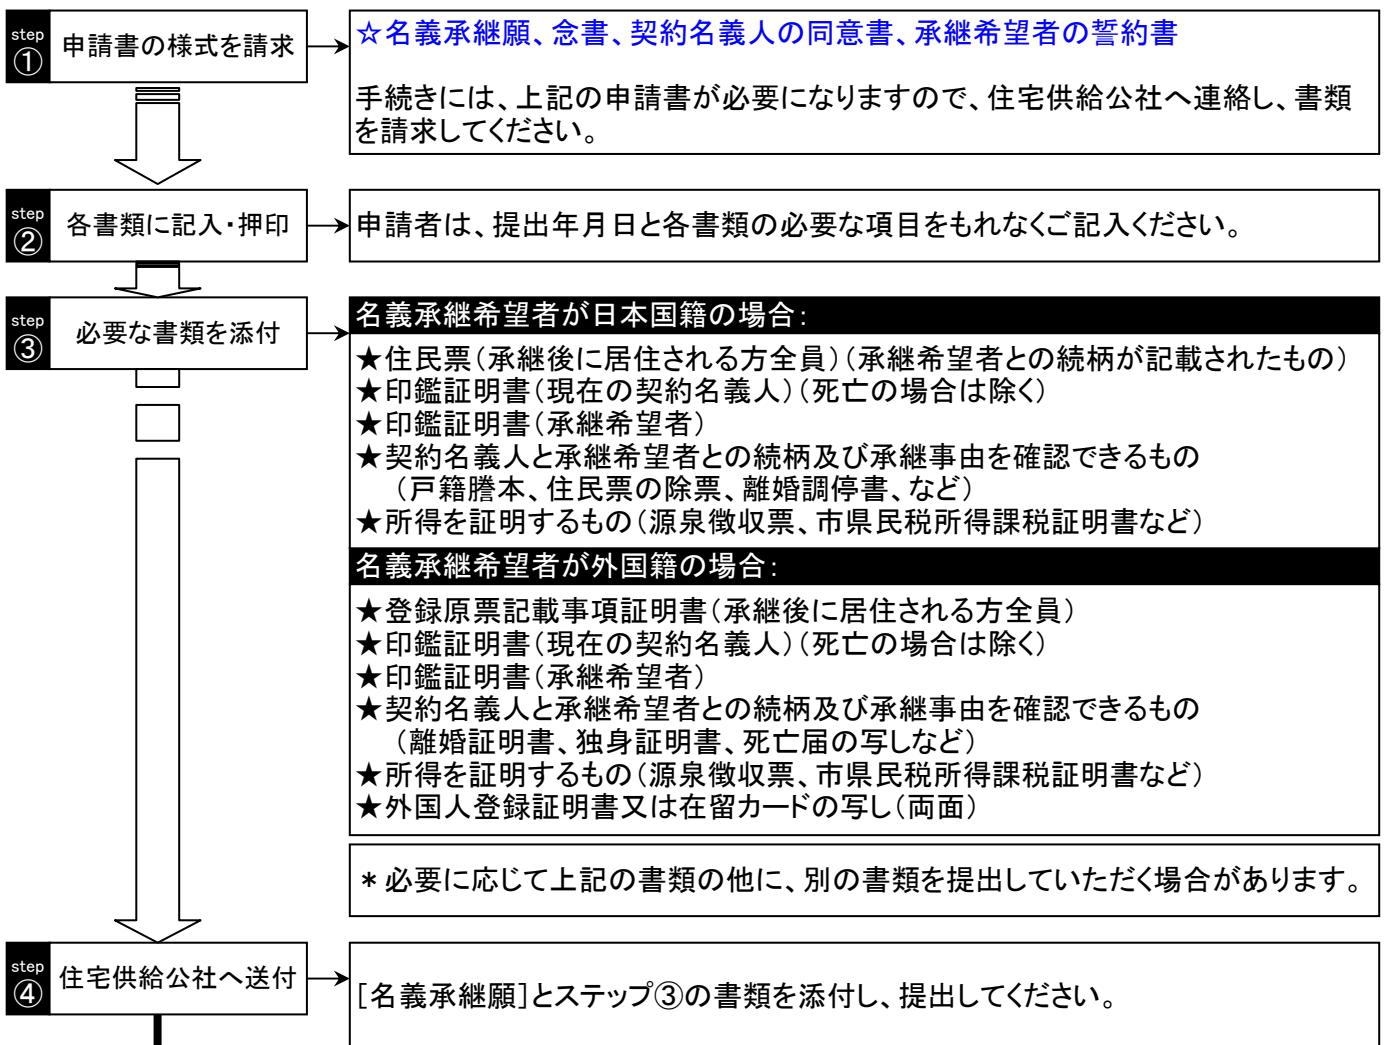 step
① 申請書の様式を請求
☆名義承継願、念書、契約名義人の同意書、承継希望者の誓約書
手続きには、上記の申請書が必要になりますので、住宅供給公社へ連絡し、書類
を請求してください。
step
② 各書類に記入・押印
申請者は、提出年月日と各書類の必要な項目をもれなくご記入ください。
step
③ 必要な書類を添付
名義承継希望者が日本国籍の場合:
★住民票(承継後に居住される方全員)(承継希望者との続柄が記載されたもの)
★印鑑証明書(現在の契約名義人)(死亡の場合は除く)
★印鑑証明書(承継希望者)
★契約名義人と承継希望者との続柄及び承継事由を確認できるもの
(戸籍謄本、住民票の除票、離婚調停書、など)
★所得を証明するもの(源泉徴収票、市県民税所得課税証明書など)
名義承継希望者が外国籍の場合:
★登録原票記載事項証明書(承継後に居住される方全員)
★印鑑証明書(現在の契約名義人)(死亡の場合は除く)
★印鑑証明書(承継希望者)
★契約名義人と承継希望者との続柄及び承継事由を確認できるもの
(離婚証明書、独身証明書、死亡届の写しなど)
★所得を証明するもの(源泉徴収票、市県民税所得課税証明書など)
★外国人登録証明書又は在留カードの写し(両面)
*必要に応じて上記の書類の他に、別の書類を提出していただく場合があります。
step
④ 住宅供給公社へ送付
[名義承継願]とステップ③の書類を添付し、提出してください。